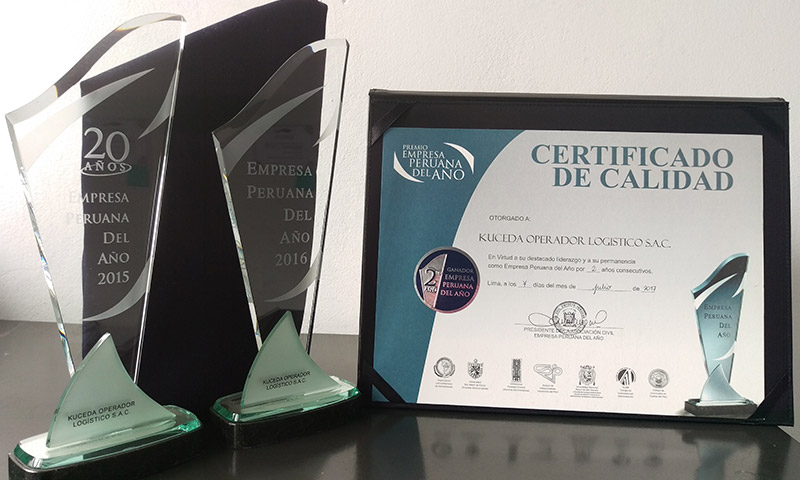 20
AÑOS
EMPRESA
PERUANA
DEL
AÑO
2015
KUCEDA OPERADOR
LOGÍSTICO S.A.C.
EMPRESA
PERUANA
DEL
AÑO
2016
KUCEDA OPERADOR
LOGÍSTICO S.A.C.
PREMIO
EMPRESA
PERUANA
DEL AÑO
CERTIFICADO
DE CALIDAD
OTORGADO A:
KUCEDA OPERADOR LOGISTICO S.A.C.
En Virtud a su destacado liderazgo y a su permanencia
como Empresa Peruana del Año por 2 años consecutivos.
Lima, a los 7 días del mes de julio de 2017
2
GANADOR
EMPRESA
PERUANA
DEL AÑO
PRESIDENTE DE LA ASOCIACIÓN CIVIL
EMPRESA PERUANA DEL AÑO
EMPRESA
PERUANA
DEL
AÑO